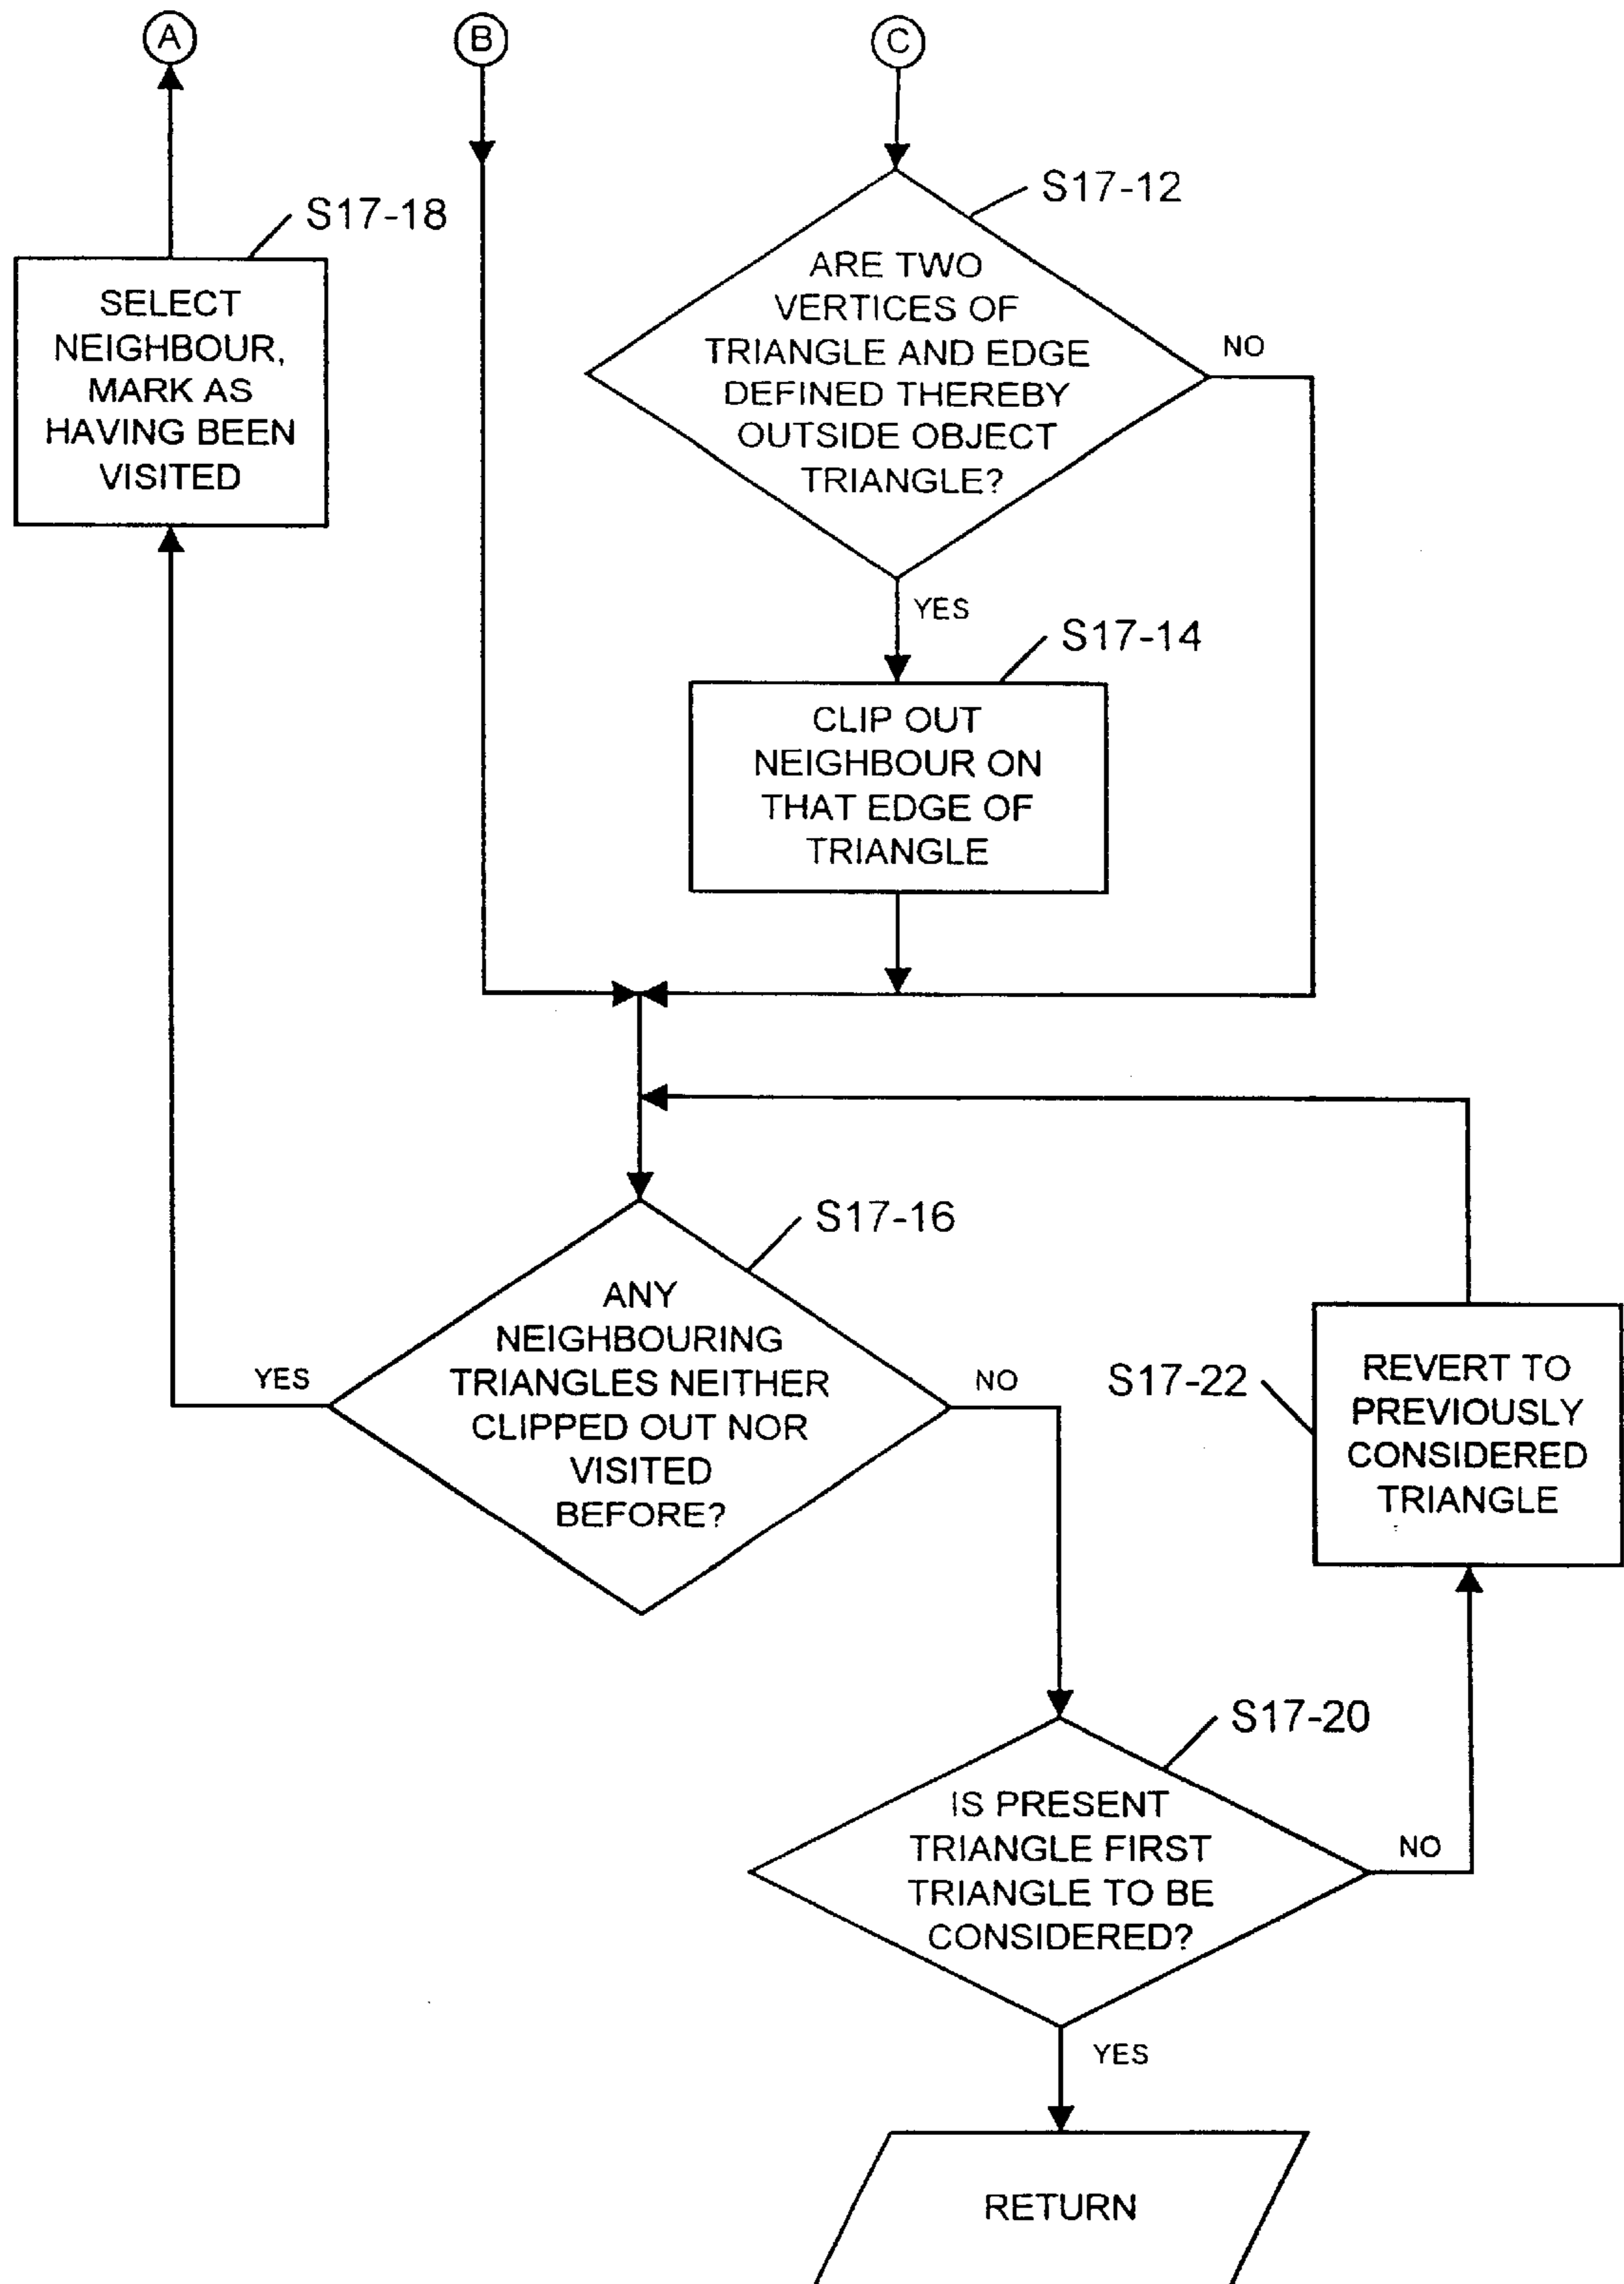 A
B
C
S17-12
S17-18
ARE TWO
VERTICES OF
TRIANGLE AND EDGE
DEFINED THEREBY
OUTSIDE OBJECT
TRIANGLE?
NO
SELECT
NEIGHBOUR,
MARK AS
HAVING BEEN
VISITED
YES
S17-14
CLIP OUT
NEIGHBOUR ON
THAT EDGE OF
TRIANGLE
S17-16
ANY
NEIGHBOURING
TRIANGLES NEITHER
CLIPPED OUT NOR
VISITED
BEFORE?
YES
NO
S17-22
REVERT TO
PREVIOUSLY
CONSIDERED
TRIANGLE
S17-20
IS PRESENT
TRIANGLE FIRST
TRIANGLE TO BE
CONSIDERED?
NO
YES
RETURN